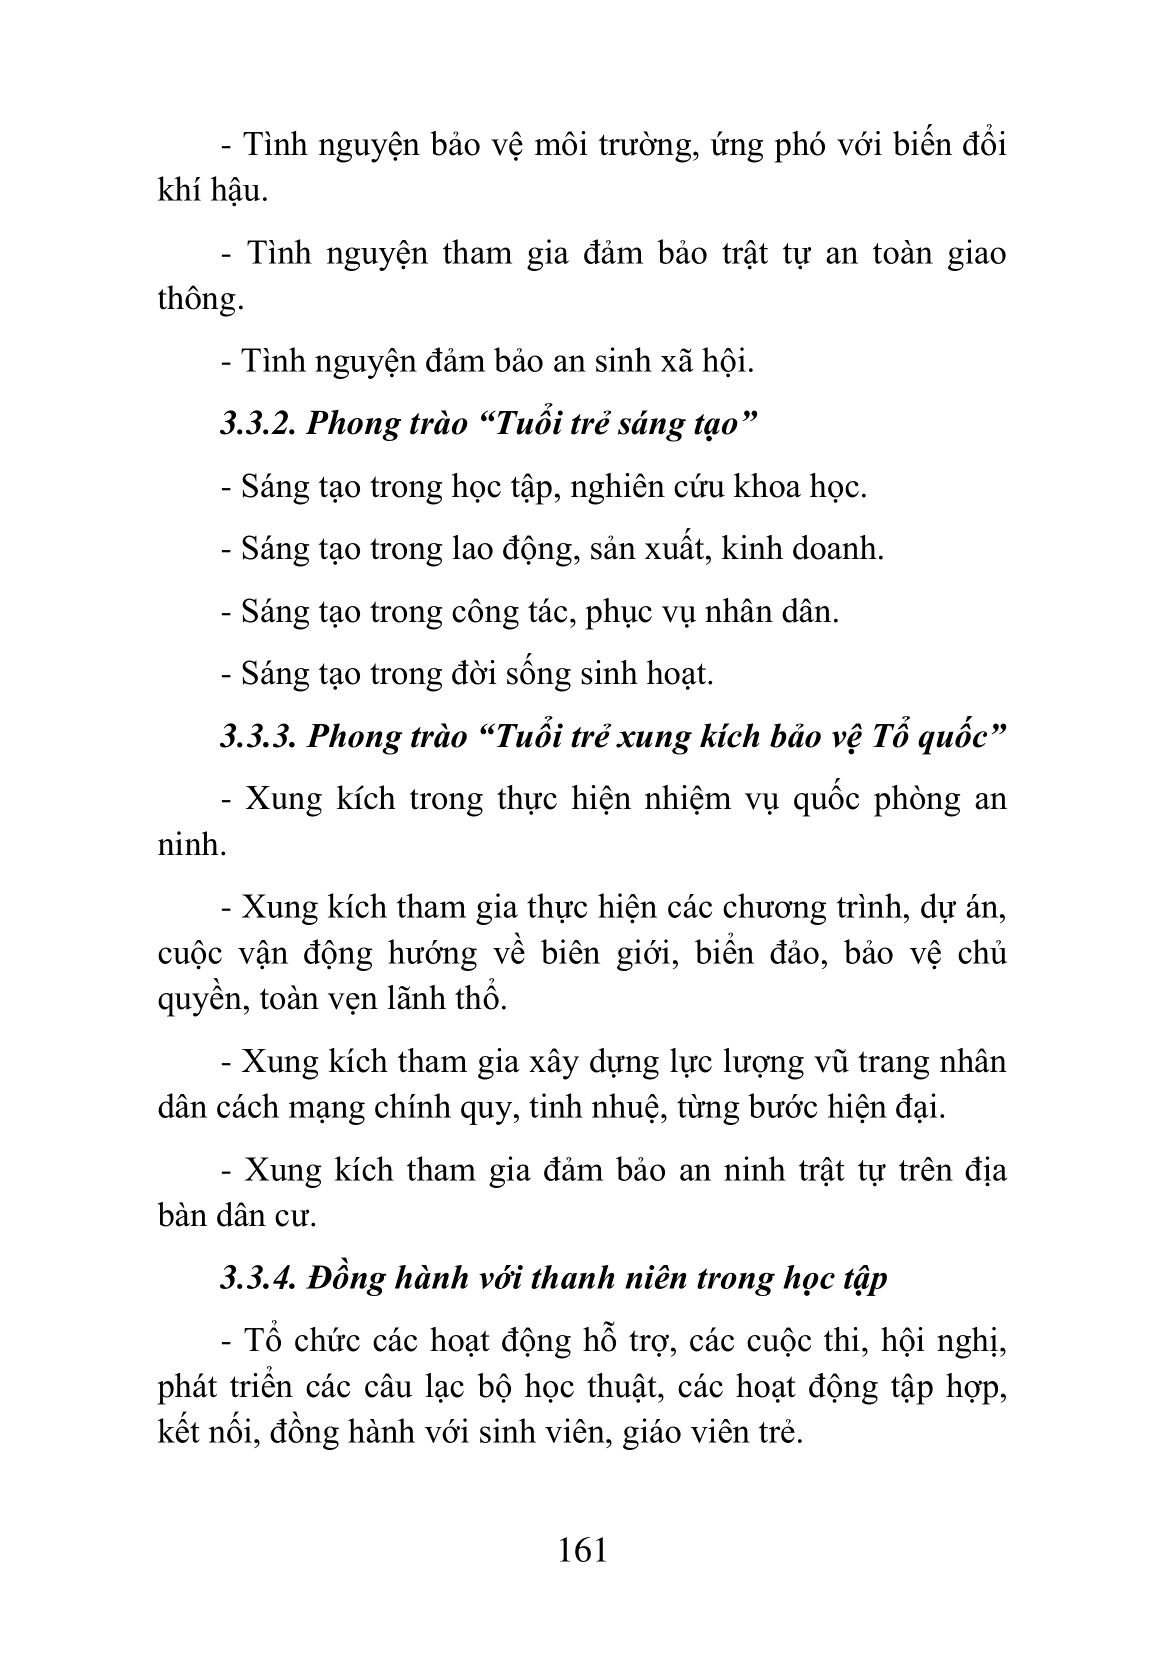 - Tình nguyện bảo vệ môi trường, ứng phó với biến đổi
khí hậu.
- Tình nguyện tham gia đảm bảo trật tự an toàn giao
thông.
- Tình nguyện đảm bảo an sinh xã hội.
3.3.2. Phong trào “Tuổi trẻ sáng tạo”
- Sáng tạo trong học tập, nghiên cứu khoa học.
- Sáng tạo trong lao động, sản xuất, kinh doanh.
- Sáng tạo trong công tác, phục vụ nhân dân.
- Sáng tạo trong đời sống sinh hoạt.
3.3.3. Phong trào “Tuổi trẻ xung kích bảo vệ Tổ quốc”
- Xung kích trong thực hiện nhiệm vụ quốc phòng an
ninh.
- Xung kích tham gia thực hiện các chương trình, dự án,
cuộc vận động hướng về biên giới, biển đảo, bảo vệ chủ
quyền, toàn vẹn lãnh thổ.
- Xung kích tham gia xây dựng lực lượng vũ trang nhân
dân cách mạng chính quy, tinh nhuệ, từng bước hiện đại.
- Xung kích tham gia đảm bảo an ninh trật tự trên địa
bàn dân cư.
3.3.4. Đồng hành với thanh niên trong học tập
- Tổ chức các hoạt động hỗ trợ, các cuộc thi, hội nghị,
phát triển các câu lạc bộ học thuật, các hoạt động tập hợp,
kết nối, đồng hành với sinh viên, giáo viên trẻ.
161